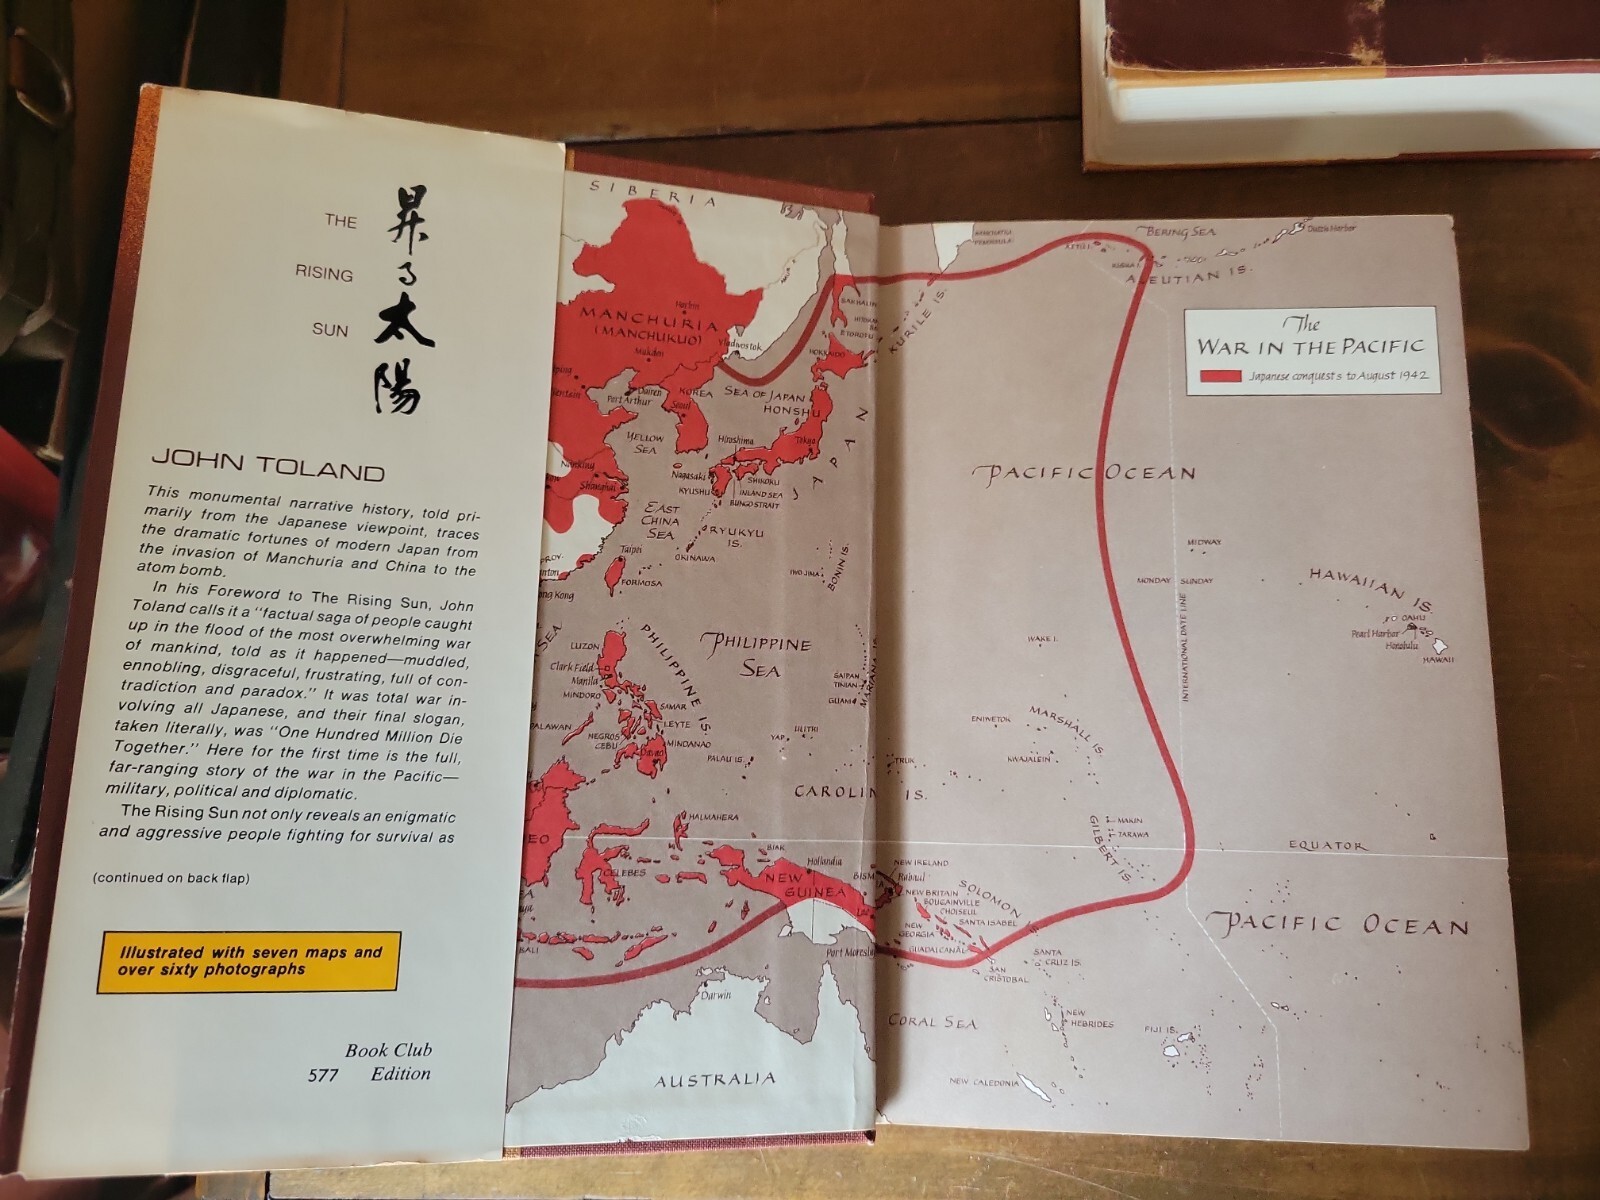 THE
RISING
SUN
昇る太陽
JOHN TOLAND
This monumental narrative history, told pri-
marily from the Japanese viewpoint, traces
the dramatic fortunes of modern Japan from
the invasion of Manchuria and China to the
atom bomb.
In his Foreword to The Rising Sun, John
Toland calls it a "factual saga of people caught
up in the flood of the most overwhelming war
of mankind, told as it happened—muddled,
ennobling, disgraceful, frustrating, full of con-
tradiction and paradox." It was total war in-
volving all Japanese, and their final slogan,
taken literally, was "One Hundred Million Die
Together." Here for the first time is the full,
far-ranging story of the war in the Pacific—
military, political and diplomatic.
The Rising Sun not only reveals an enigmatic
and aggressive people fighting for survival as
(continued on back flap)
Illustrated with seven maps and
over sixty photographs
Book Club
577 Edition
SIBERIA
MANCHURIA
(MANCHUKUO)
Harbin
Mukden
Vladivostok
Dairen
Port Arthur
KOREA
Seoul
SEA OF JAPAN
HOKKAIDO
HONSHU
JAPAN
Tokyo
YELLOW
SEA
Hiroshima
Nagasaki
KYUSHU
SHIKOKU
INLAND SEA
BUNGO STRAIT
Nanking
Shanghai
EAST
CHINA
SEA
RYUKYU
IS.
OKINAWA
Taipei
FORMOSA
IWO JIMA
BONIN IS.
LUZON
Clark Field
Manila
MINDORO
PHILIPPINE IS.
PHILIPPINE
SEA
SAMAR
LEYTE
NEGROS
CEBU
MINDANAO
Davao
SAIPAN
TINIAN
GUAM
MARIANA IS.
ULITHI
YAP
PALAU IS.
TRUK
CAROLIN IS.
HALMAHERA
CELEBES
BIAK
Hollandia
NEW
GUINEA
BALI
Lae
Port Moresby
Darwin
AUSTRALIA
KURILE IS.
ATTU I.
KISKA I.
BERING SEA
Dutch Harbor
ALEUTIAN IS.
The
WAR IN THE PACIFIC
Japanese conquests to August 1942
PACIFIC OCEAN
MIDWAY
MONDAY SUNDAY
INTERNATIONAL DATE LINE
HAWAIIAN IS.
OAHU
Pearl Harbor
Honolulu
HAWAII
WAKE I.
ENIWETOK
MARSHALL IS.
KWAJALEIN
MAKIN
TARAWA
GILBERT IS.
EQUATOR
NEW IRELAND
Rabaul
NEW BRITAIN
BOUGAINVILLE
CHOISEUL
SANTA ISABEL
SOLOMON IS.
NEW
GEORGIA
GUADALCANAL
SAN
CRISTOBAL
SANTA
CRUZ IS.
PACIFIC OCEAN
CORAL SEA
NEW
HEBRIDES
FIJI IS.
NEW CALEDONIA